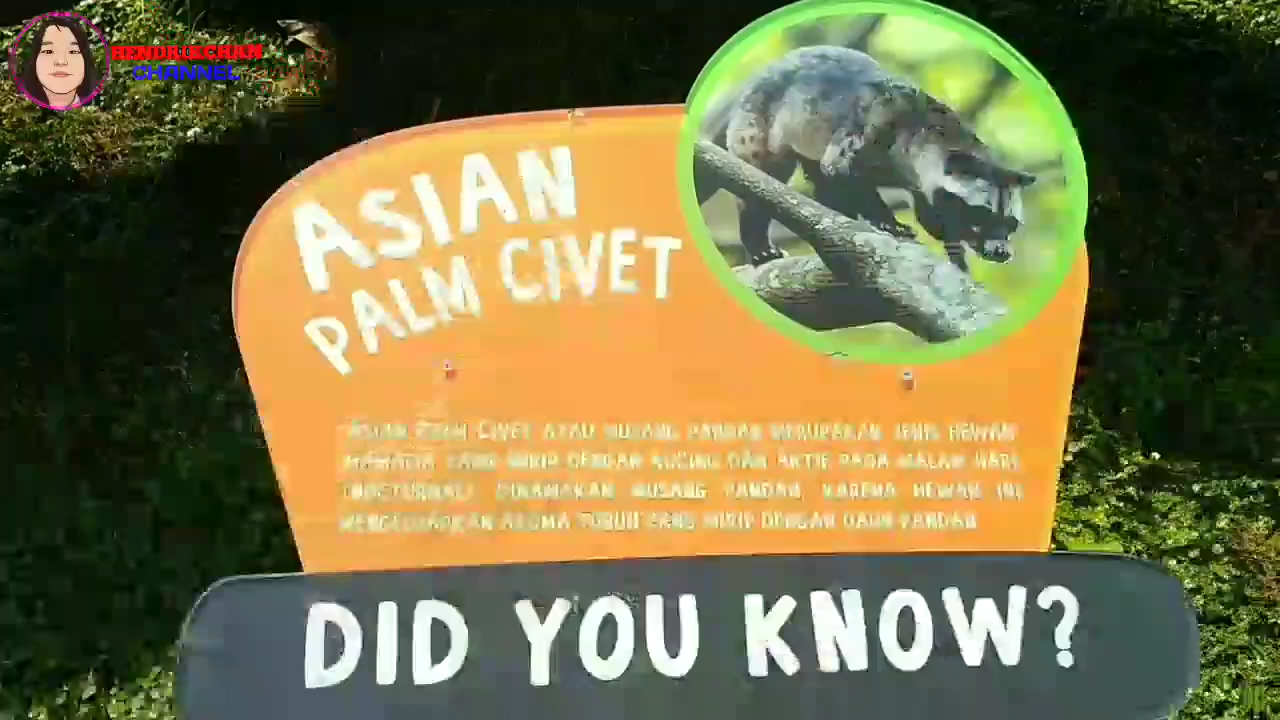 HENDRIKCHAN
CHANNEL
ASIAN
PALM CIVET
ASIAN PALM CIVET ATAU MUSANG PANDAN MERUPAKAN JENIS HEWAN
MAMALIA YANG MIRIP DENGAN KUCING DAN AKTIF PADA MALAM HARI
(NOCTURNAL). DINAMAKAN MUSANG PANDAN KARENA HEWAN INI
MENGELUARKAN AROMA TUBUH YANG MIRIP DENGAN DAUN PANDAN
DID YOU KNOW?